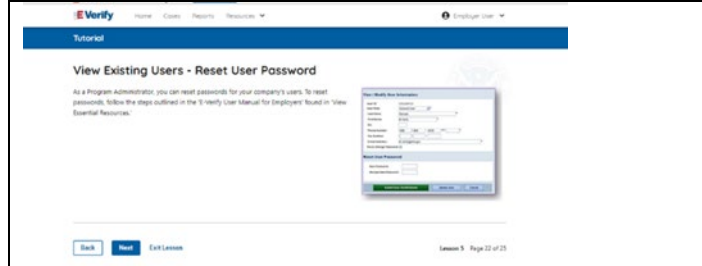 E-Verify Home Cases Reports Resources Employer User
Tutorial
View Existing Users - Reset User Password
As a Program Administrator, you can reset passwords for your company's users. To reset
passwords, follow the steps outlined in the 'E-Verify User Manual for Employers' found in 'View
Essential Resources.'
View / Modify User Information
Reset User Password
Back Next Exit Lesson Lesson 5 Page 22 of 25